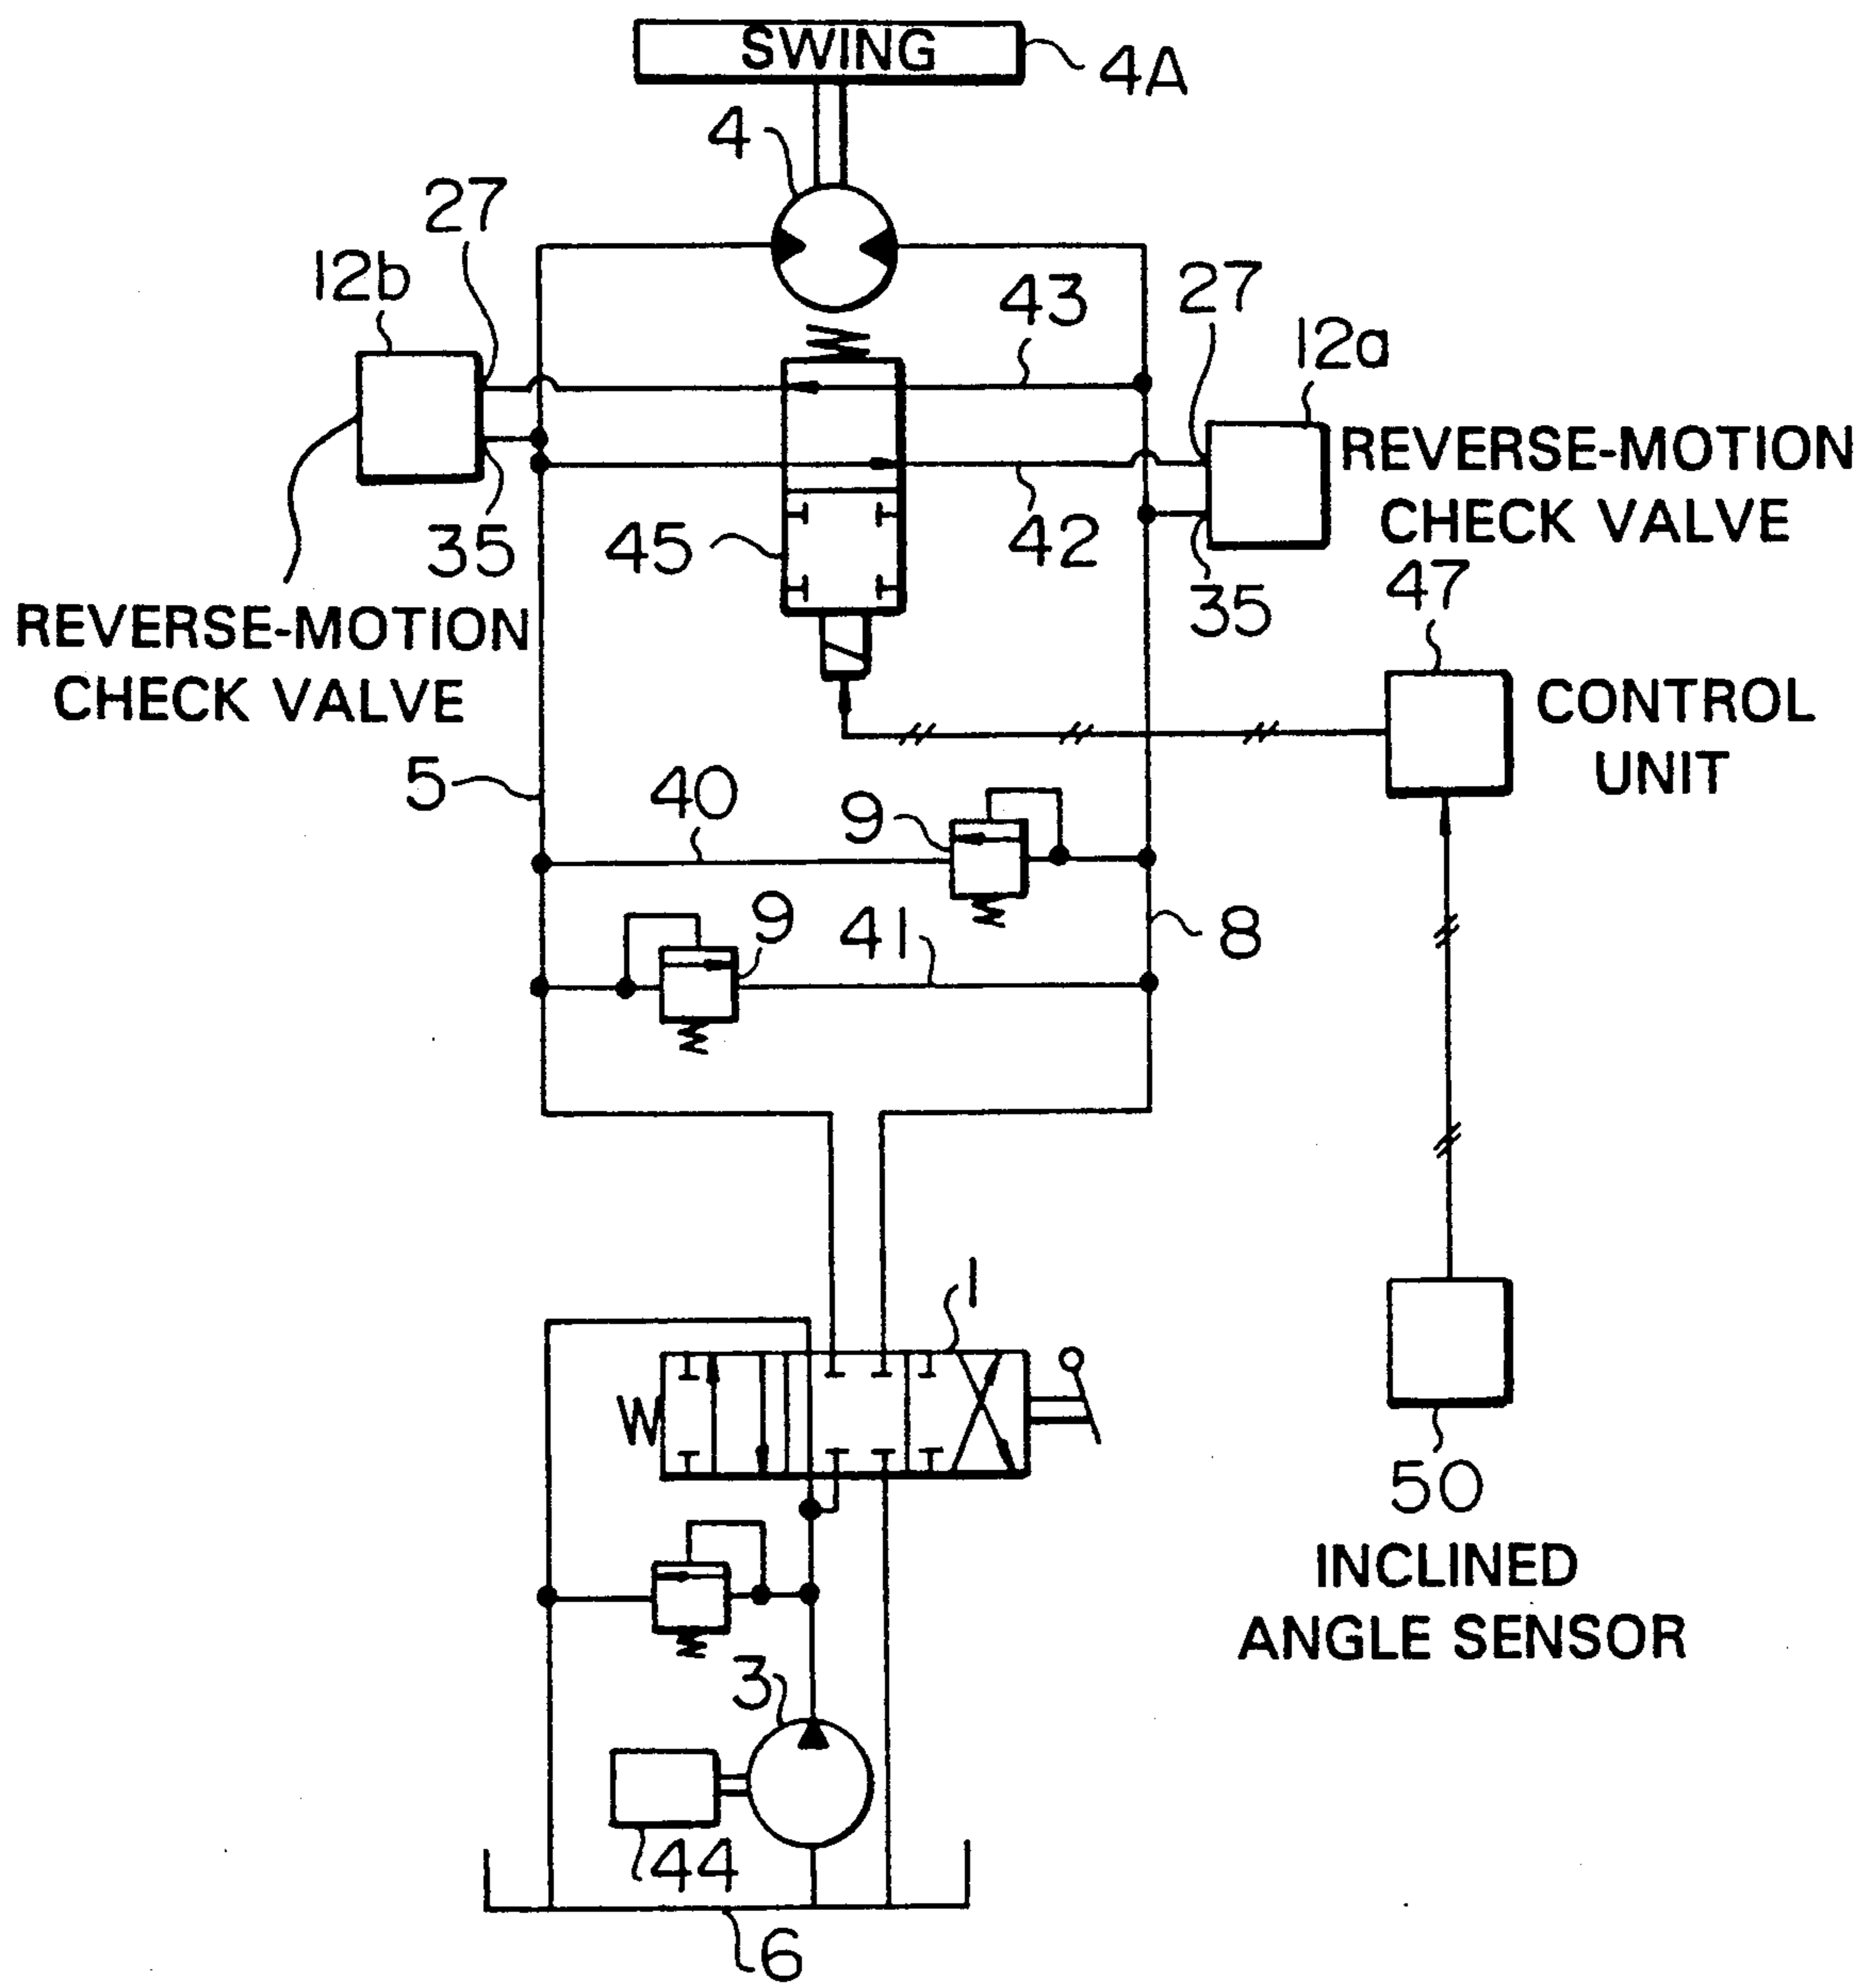 SWING
4A
4
27
12b
43
27
12a
REVERSE-MOTION
CHECK VALVE
35
45
42
35
47
REVERSE-MOTION
CHECK VALVE
CONTROL
UNIT
5
40
9
9
41
8
1
50
INCLINED
ANGLE SENSOR
3
44
6